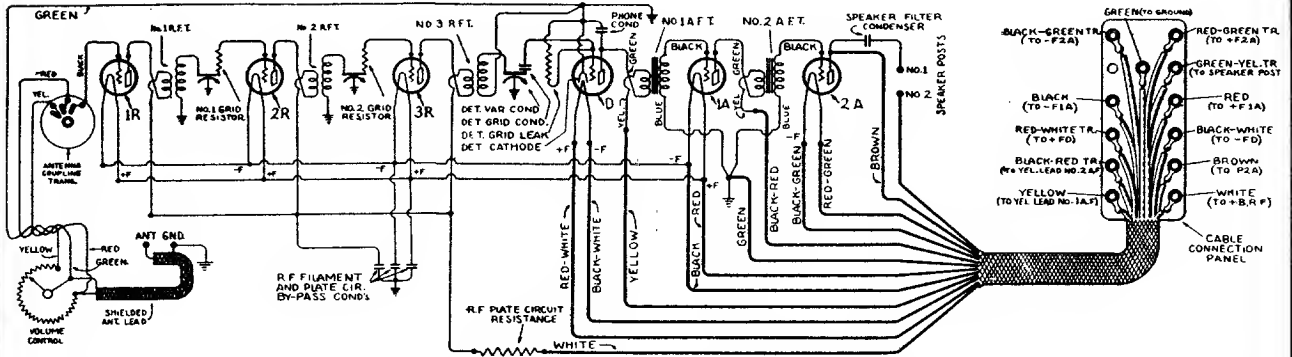 GREEN
RED
YEL.
BLACK
ANTENNA
COUPLING
TRANS.
1R
No.1 R.F.T.
NO.1 GRID
RESISTOR
2R
No 2 R.F.T.
NO.2 GRID
RESISTOR
3R
NO 3 R.F.T.
-F
+F
-F
+F
-F
+F
DET. VAR COND
DET. GRID COND.
DET. GRID LEAK
DET. CATHODE
PHONE
COND
D
GREEN
YEL
+F
-F
NO.1 A F.T.
BLACK
BLUE
1A
-F
+F
GREEN
YEL
NO.2 A.F.T.
BLACK
BLUE
2A
-F
+F
SPEAKER FILTER
CONDENSER
NO.1
NO.2
SPEAKER POSTS
YELLOW
RED
GREEN.
ANT GND.
VOLUME
CONTROL
SHIELDED
ANT. LEAD
R.F FILAMENT
AND PLATE CIR.
BY-PASS COND'S
R.F PLATE CIRCUIT
RESISTANCE
WHITE
RED-WHITE
BLACK-WHITE
YELLOW
BLACK
RED
GREEN
BLACK-RED
BLACK-GREEN
RED-GREEN
BROWN
GREEN (TO GROUND)
BLACK-GREEN TR.
(TO -F2A)
BLACK
(TO -F1A)
RED-WHITE TR.
(TO +FD)
BLACK-RED TR.
(TO YEL. LEAD NO.2 A.F)
YELLOW
(TO YEL. LEAD NO.1 A.F)
RED-GREEN TR.
(TO +F2A)
GREEN-YEL.TR
(TO SPEAKER POST
RED
(TO +F1A)
BLACK-WHITE
(TO -FD)
BROWN
(TO P2A)
WHITE
(TO +B,R F)
CABLE
CONNECTION
PANEL